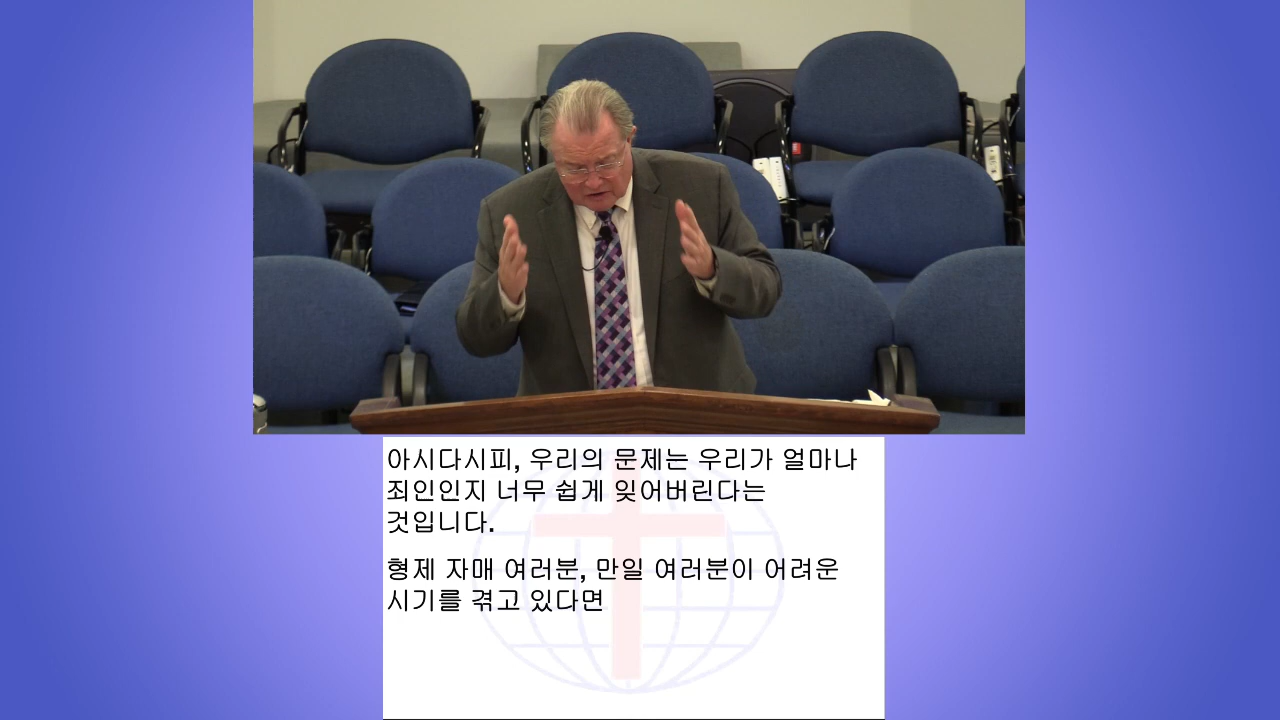 아시다시피, 우리의 문제는 우리가 얼마나
죄인인지 너무 쉽게 잊어버린다는
것입니다.
형제 자매 여러분, 만일 여러분이 어려운
시기를 겪고 있다면